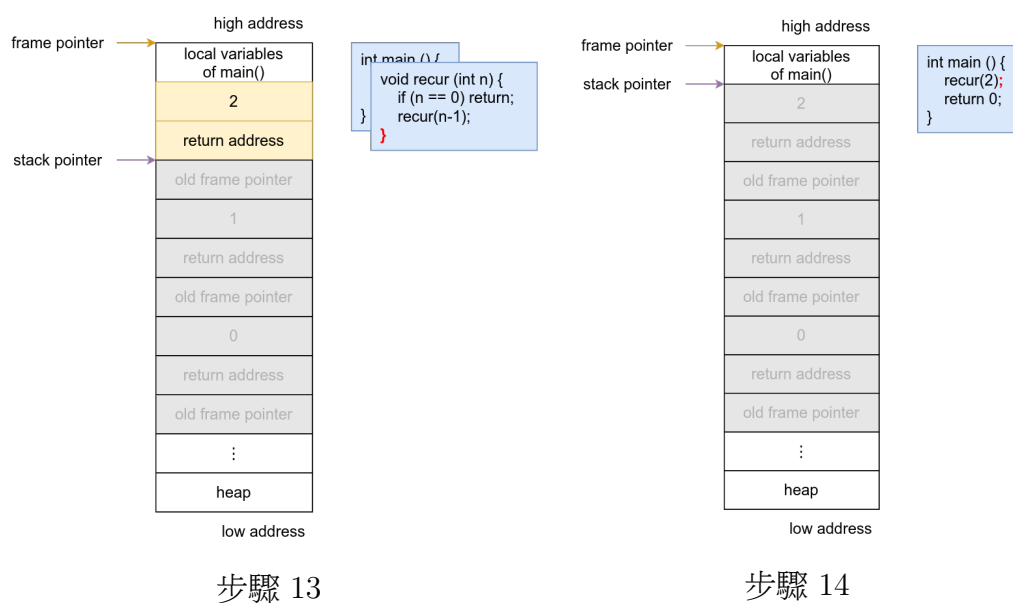 high address
frame pointer
local variables
of main()
2
return address
stack pointer
old frame pointer
1
return address
old frame pointer
0
return address
old frame pointer
⋮
heap
low address
int main () {
}
void recur (int n) {
if (n == 0) return;
recur(n-1);
}
步驟 13
high address
frame pointer
local variables
of main()
stack pointer
2
return address
old frame pointer
1
return address
old frame pointer
0
return address
old frame pointer
⋮
heap
low address
int main () {
recur(2);
return 0;
}
步驟 14